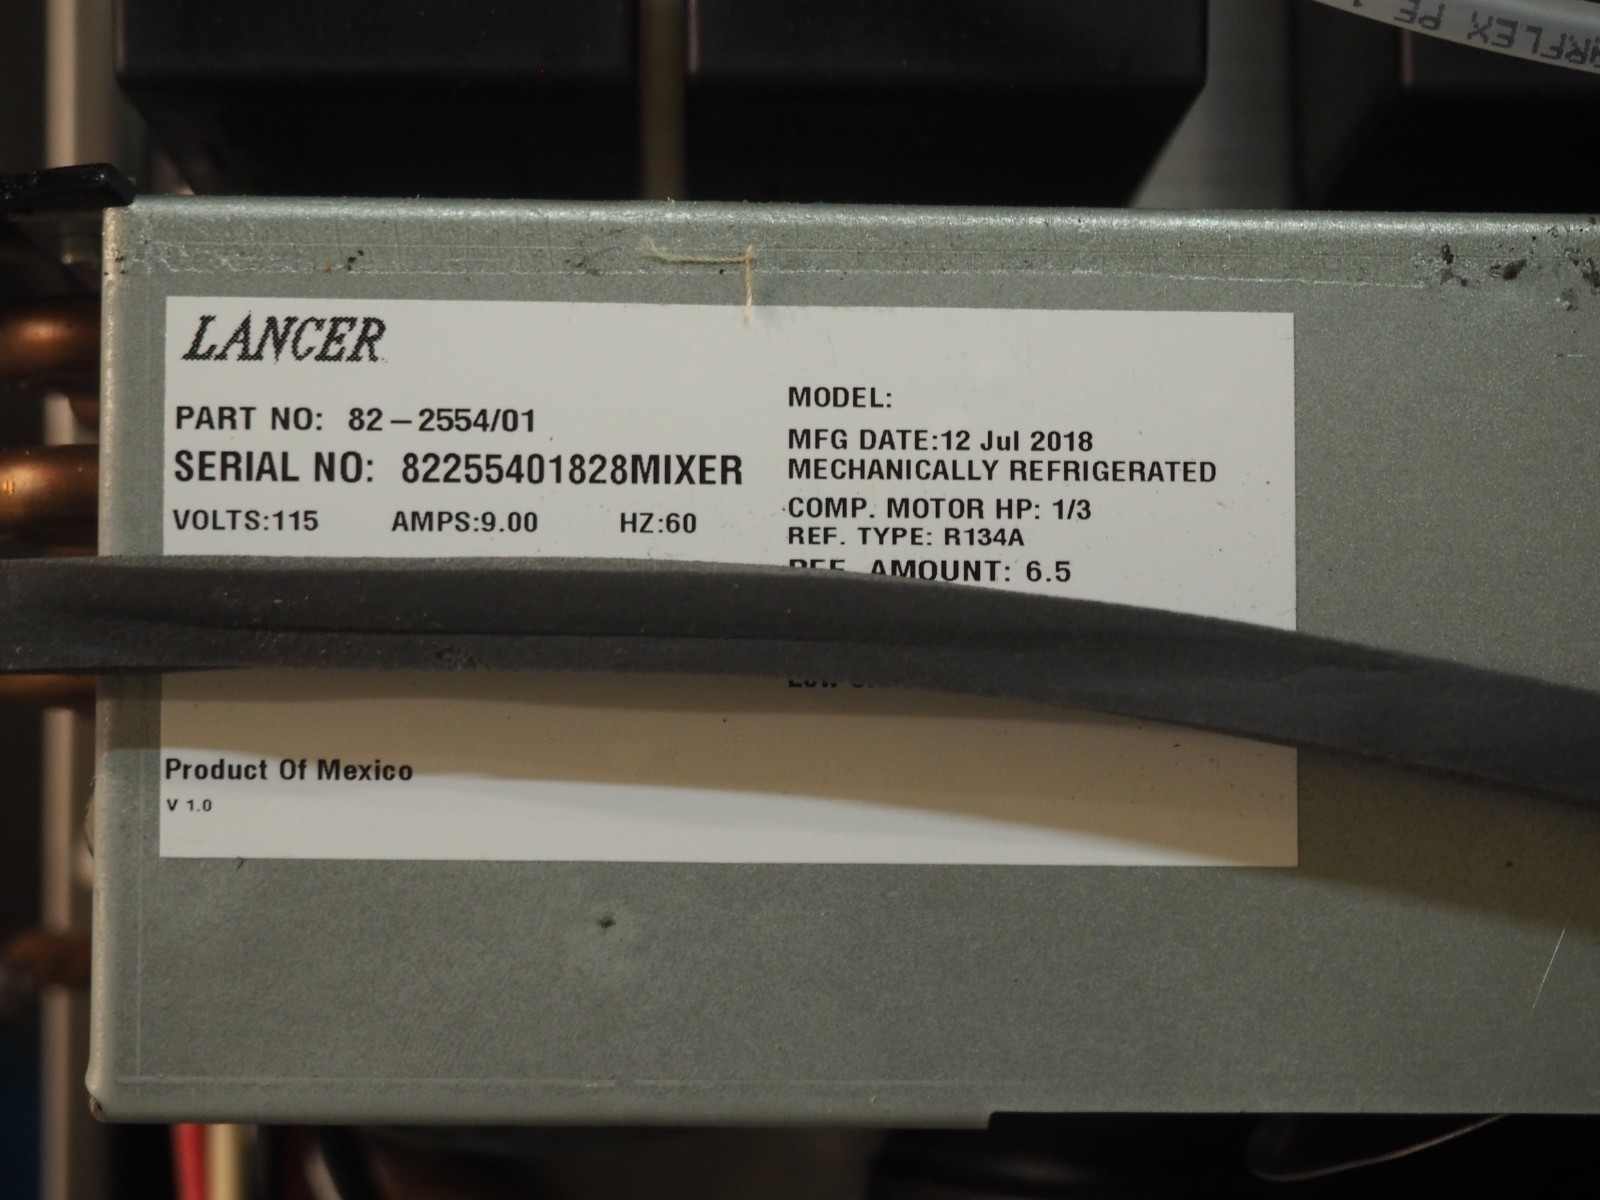 LANCER
PART NO: 82-2554/01
SERIAL NO: 82255401828MIXER
VOLTS:115 AMPS:9.00 HZ:60
MODEL:
MFG DATE:12 Jul 2018
MECHANICALLY REFRIGERATED
COMP. MOTOR HP: 1/3
REF. TYPE: R134A
REF. AMOUNT: 6.5
Product Of Mexico
V 1.0